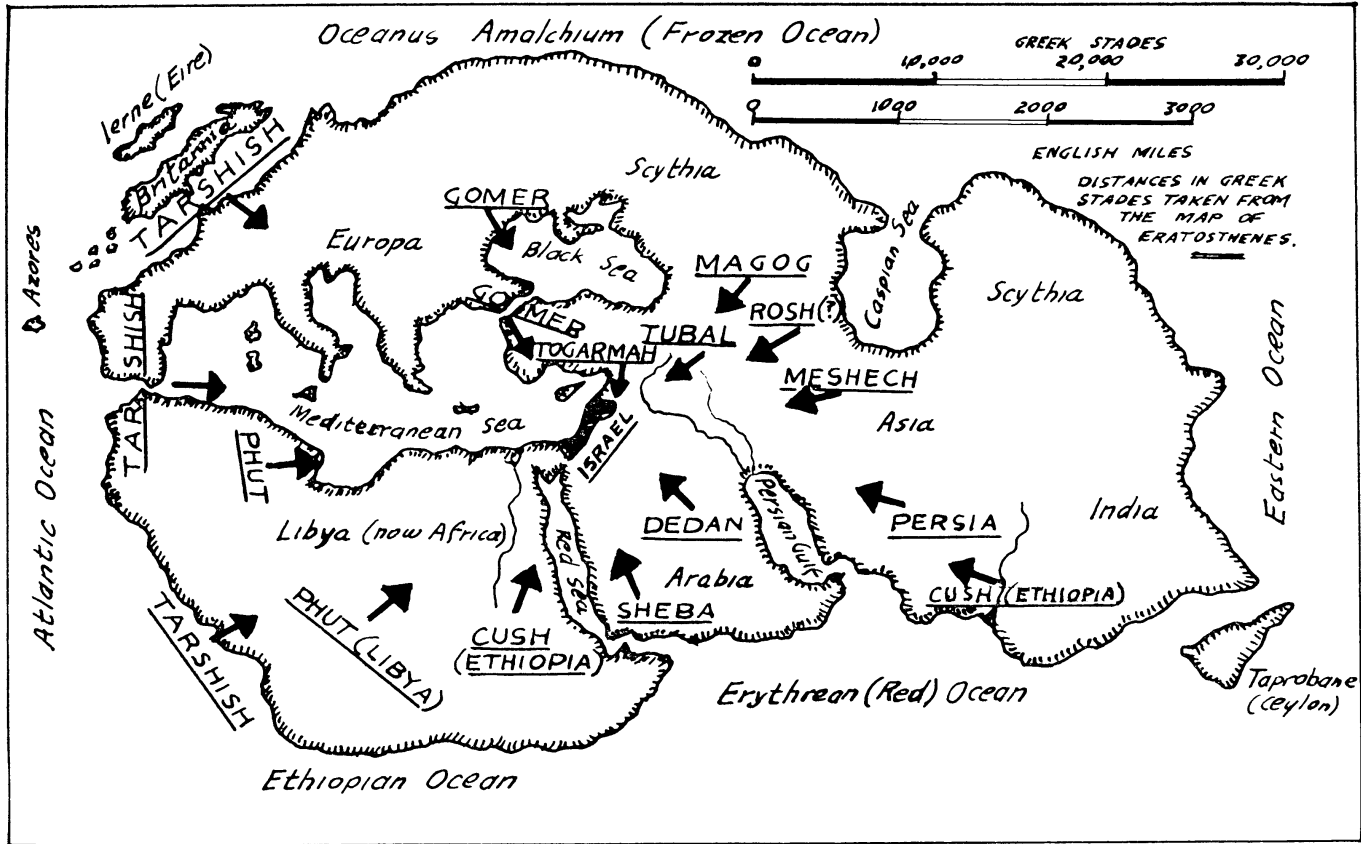 Oceanus Amalchium (Frozen Ocean)
GREEK STADES
0 10,000 20,000 30,000
0 1000 2000 3000
ENGLISH MILES
DISTANCES IN GREEK
STADES TAKEN FROM
THE MAP OF
ERATOSTHENES.
Ierne (Eire)
Britannia
TARSHISH
Scythia
GOMER
Europa
Black Sea
Caspian Sea
Azores
MAGOG
Scythia
GOMER
ROSH (?)
TARSHISH
TUBAL
TOGARMAH
MESHECH
Mediterranean Sea
Asia
ISRAEL
Eastern Ocean
PHUT
Atlantic Ocean
Persian Gulf
India
Libya (now Africa)
DEDAN
PERSIA
Red Sea
Arabia
CUSH (ETHIOPIA)
PHUT (LIBYA)
SHEBA
TARSHISH
CUSH
(ETHIOPIA)
Erythrean (Red) Ocean
Taprobane
(Ceylon)
Ethiopian Ocean